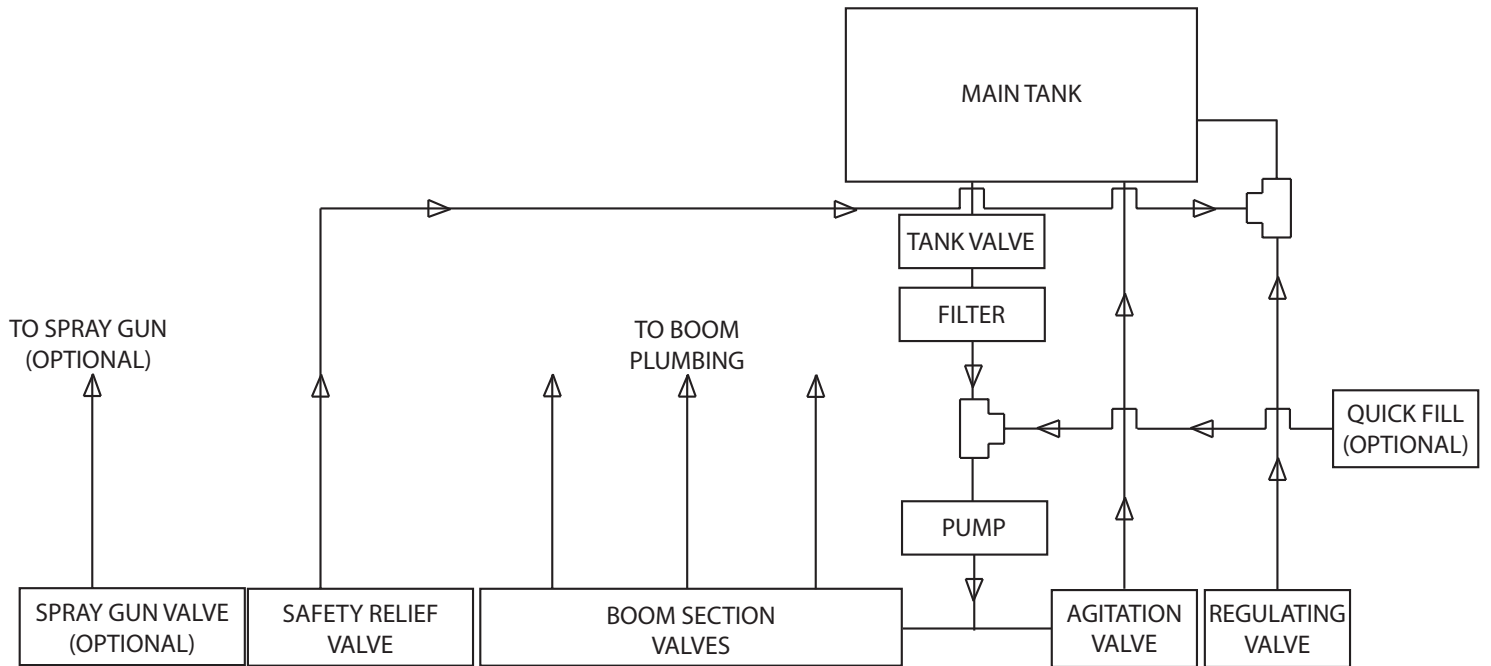 MAIN TANK
TANK VALVE
FILTER
TO SPRAY GUN
(OPTIONAL)
TO BOOM
PLUMBING
QUICK FILL
(OPTIONAL)
PUMP
SPRAY GUN VALVE
(OPTIONAL)
SAFETY RELIEF
VALVE
BOOM SECTION
VALVES
AGITATION
VALVE
REGULATING
VALVE